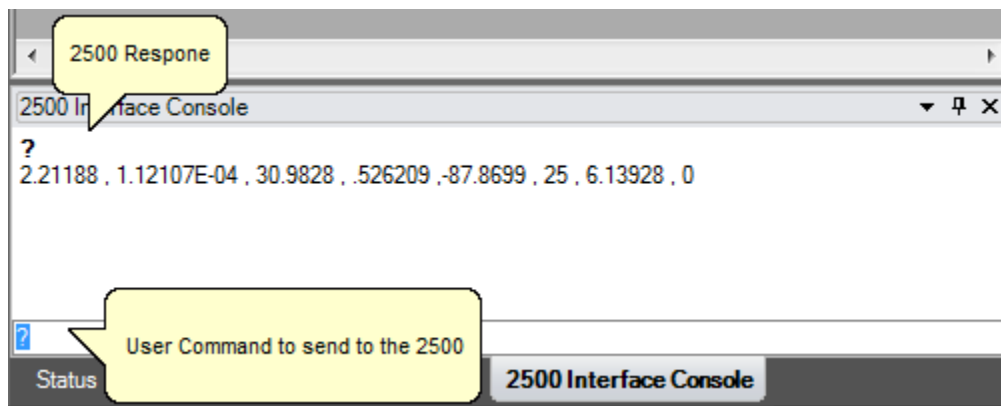 2500 Respone
2500 In rface Console
?
2.21188 , 1.12107E-04 , 30.9828 , .526209 ,-87.8699 , 25 , 6.13928 , 0
?
User Command to send to the 2500
Status
2500 Interface Console